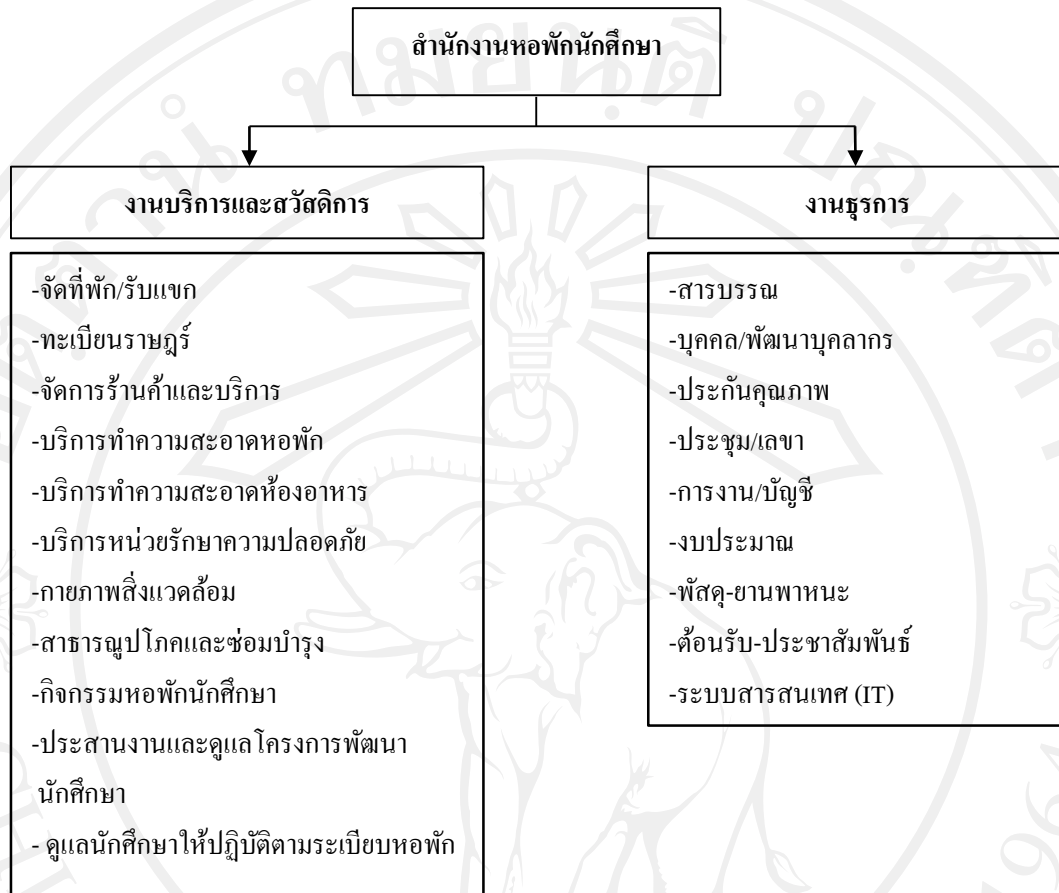 สำนักงานหอพักนักศึกษา
งานบริการและสวัสดิการ
-จัดที่พัก/รับแขก
-ทะเบียนราษฎร์
-จัดการร้านค้าและบริการ
-บริการทำความสะอาดหอพัก
-บริการทำความสะอาดห้องอาหาร
-บริการหน่วยรักษาความปลอดภัย
-กายภาพสิ่งแวดล้อม
-สาธารณูปโภคและซ่อมบำรุง
-กิจกรรมหอพักนักศึกษา
-ประสานงานและดูแลโครงการพัฒนา
นักศึกษา
- ดูแลนักศึกษาให้ปฏิบัติตามระเบียบหอพัก
งานธุรการ
-สารบรรณ
-บุคคล/พัฒนาบุคลากร
-ประกันคุณภาพ
-ประชุม/เลขา
-การงาน/บัญชี
-งบประมาณ
-พัสดุ-ยานพาหนะ
-ต้อนรับ-ประชาสัมพันธ์
-ระบบสารสนเทศ (IT)